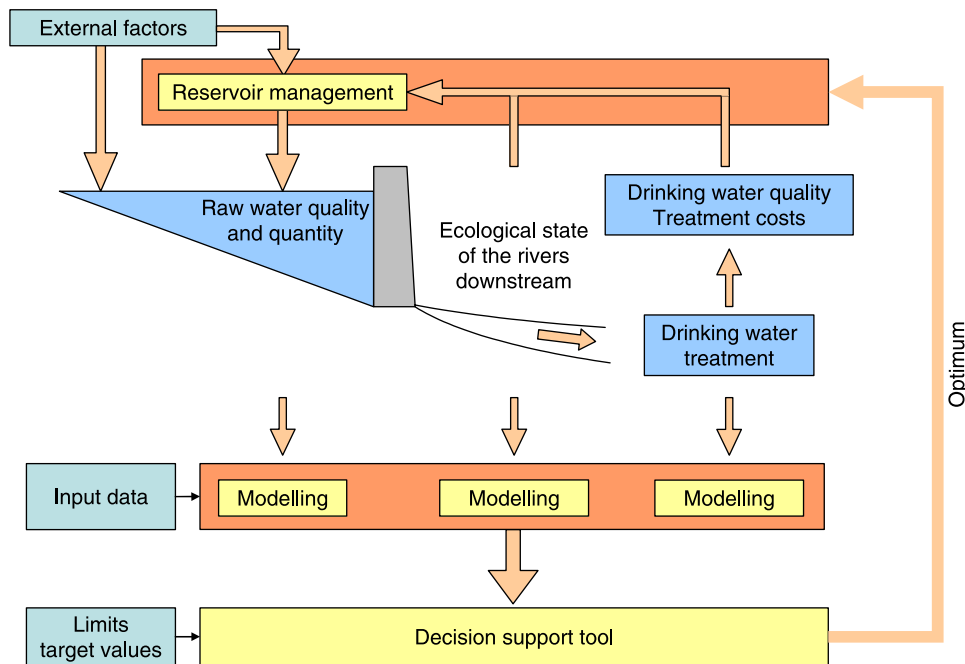 External factors
Reservoir management
Raw water quality
and quantity
Ecological state
of the rivers
downstream
Drinking water quality
Treatment costs
Drinking water
treatment
Optimum
Input data
Modelling
Modelling
Modelling
Limits
target values
Decision support tool